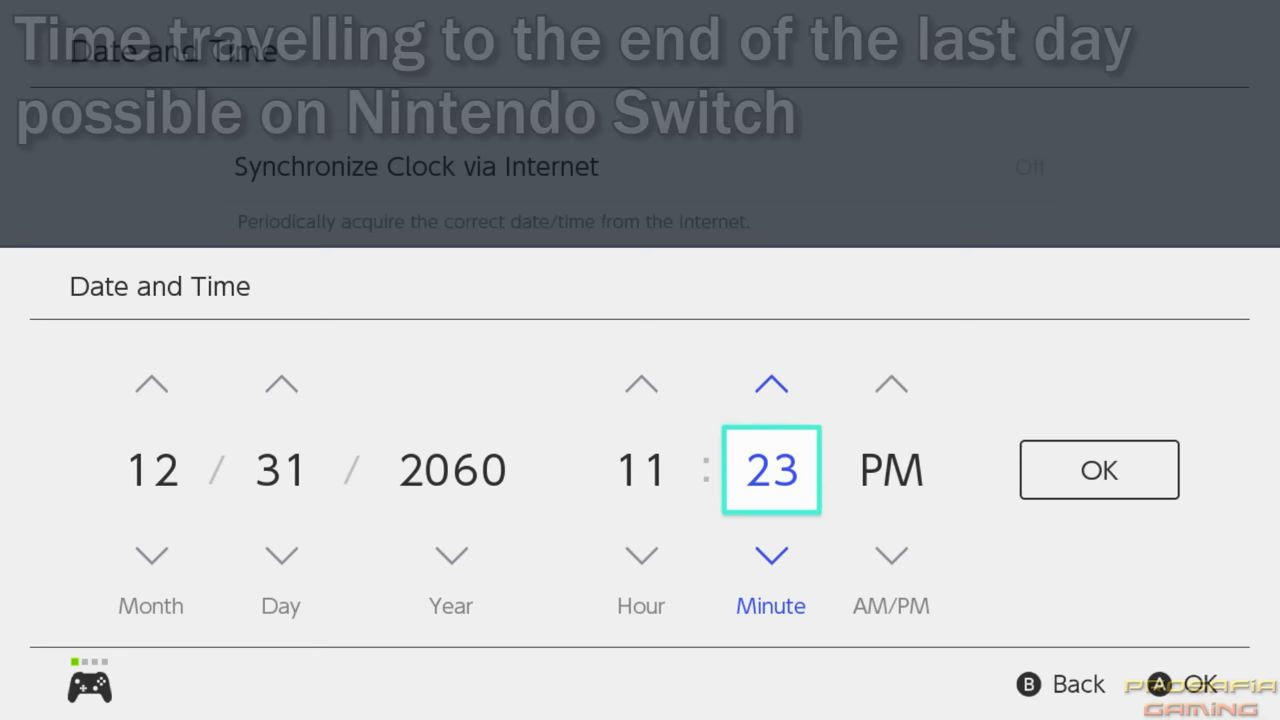 Time travelling to the end of the last day
possible on Nintendo Switch
Date and Time
Synchronize Clock via Internet Off
Periodically acquire the correct date/time from the internet.
Date and Time
12 / 31 / 2060 11 : 23 PM OK
Month Day Year Hour Minute AM/PM
B Back A OK
PROSAFIA
GAMING